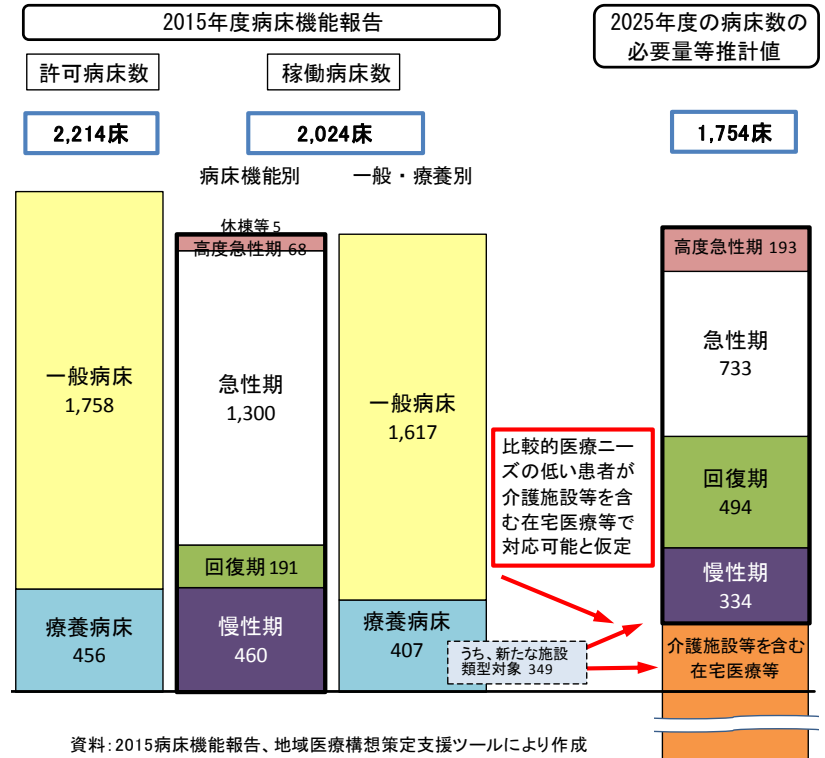 2015年度病床機能報告
2025年度の病床数の
必要量等推計値
許可病床数
稼働病床数
2,214床
2,024床
1,754床
病床機能別
一般・療養別
一般病床
1,758
療養病床
456
休棟等 5
高度急性期 68
急性期
1,300
回復期 191
慢性期
460
一般病床
1,617
療養病床
407
比較的医療ニー
ズの低い患者が
介護施設等を含
む在宅医療等で
対応可能と仮定
うち、新たな施設
類型対象 349
高度急性期 193
急性期
733
回復期
494
慢性期
334
介護施設等を含む
在宅医療等
資料:2015病床機能報告、地域医療構想策定支援ツールにより作成